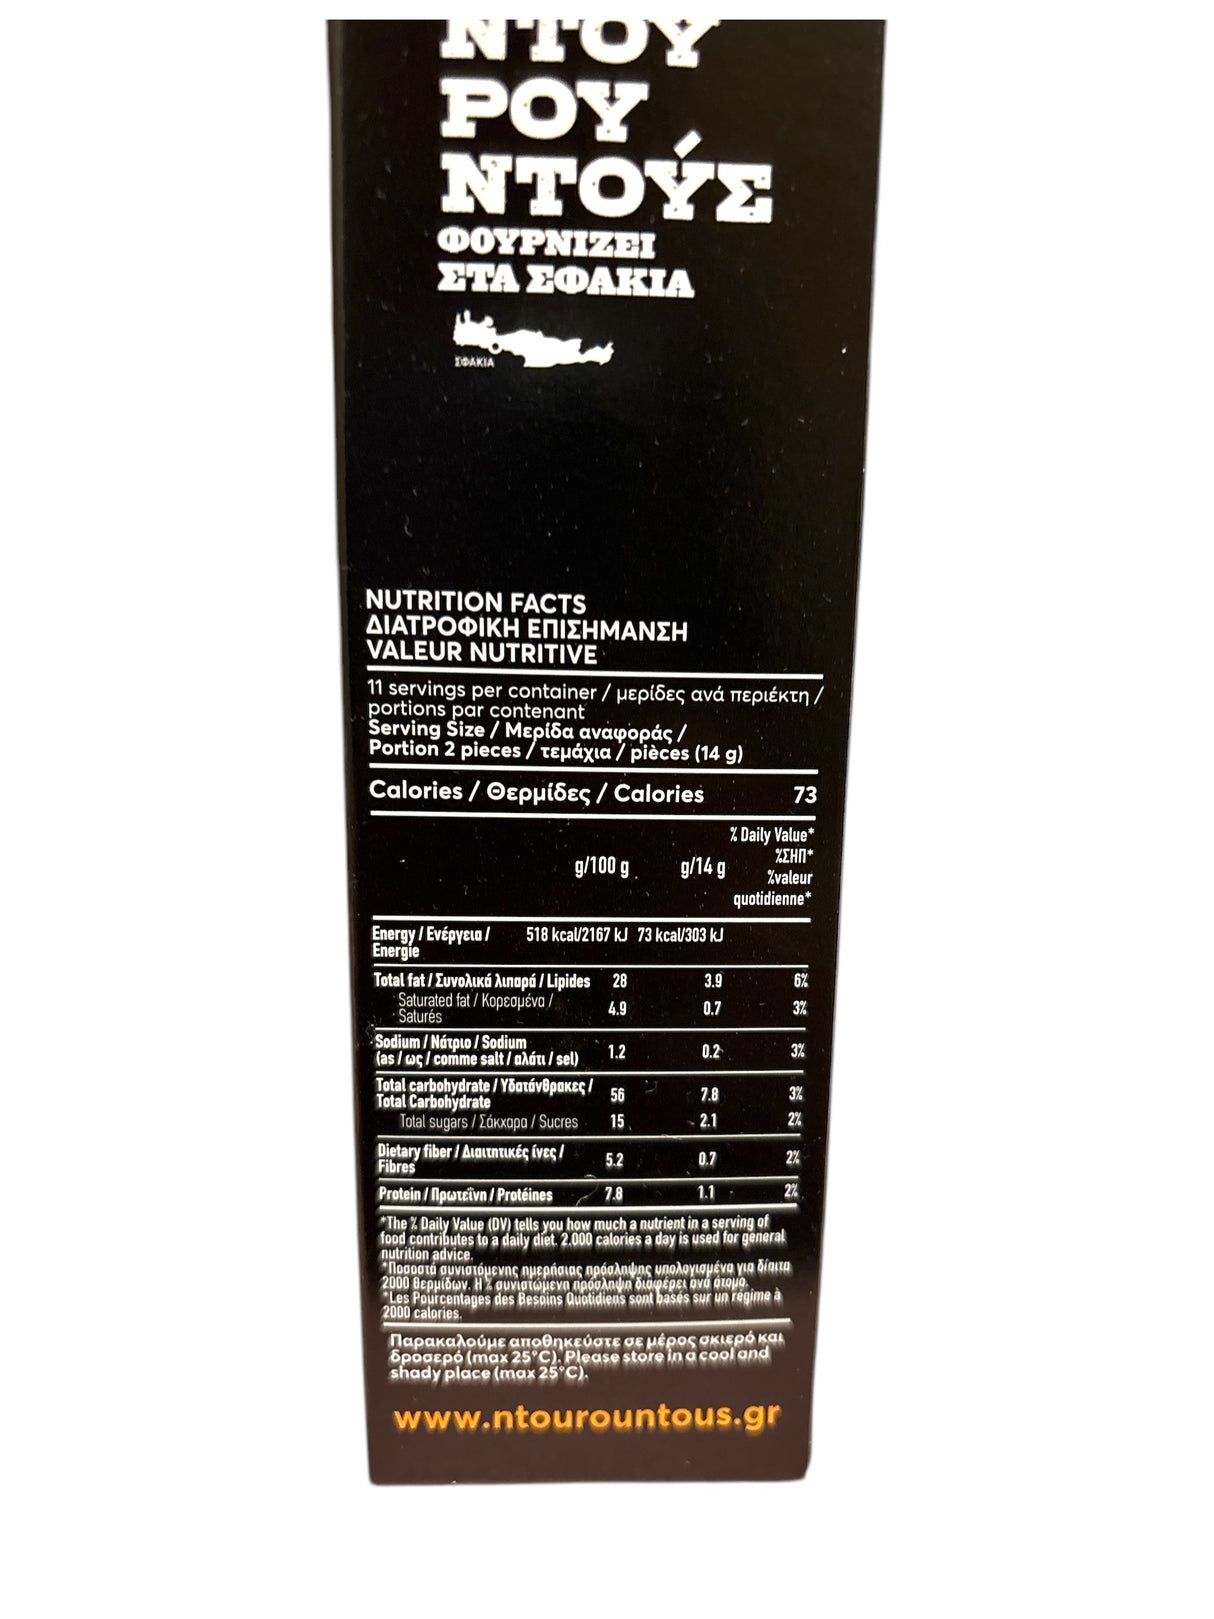 ΝΤΟΥ
ΡΟΥ
ΝΤΟΎΣ
ΦΟΥΡΝΙΖΕΙ
ΣΤΑ ΣΦΑΚΙΑ
ΣΦΑΚΙΑ
NUTRITION FACTS
ΔΙΑΤΡΟΦΙΚΗ ΕΠΙΣΗΜΑΝΣΗ
VALEUR NUTRITIVE
11 servings per container / μερίδες ανά περιέκτη /
portions par contenant
Serving Size / Μερίδα αναφοράς /
Portion 2 pieces / τεμάχια / pièces (14 g)
Calories / Θερμίδες / Calories 73
% Daily Value*
%ΣΗΠ*
g/100 g g/14 g %valeur
quotidienne*
Energy / Ενέργεια / 518 kcal/2167 kJ 73 kcal/303 kJ
Energie
Total fat / Συνολικά λιπαρά / Lipides 28 3.9 6%
Saturated fat / Κορεσμένα / 4.9 0.7 3%
Saturés
Sodium / Νάτριο / Sodium
(as / ως / comme salt / αλάτι / sel) 1.2 0.2 3%
Total carbohydrate / Υδατάνθρακες / 56 7.8 3%
Total Carbohydrate
Total sugars / Σάκχαρα / Sucres 15 2.1 2%
Dietary fiber / Διαιτητικές ίνες / 5.2 0.7 2%
Fibres
Protein / Πρωτεΐνη / Protéines 7.8 1.1 2%
*The % Daily Value (DV) tells you how much a nutrient in a serving of
food contributes to a daily diet. 2.000 calories a day is used for general
nutrition advice.
*Ποσοστά συνιστόμενης ημερήσιας πρόσληψης υπολογισμένα για δίαιτα
2000 θερμίδων. Η % συνιστώμενη πρόσληψη διαφέρει ανά άτομο.
*Les Pourcentages des Besoins Quotidiens sont basés sur un régime à
2000 calories.
Παρακαλούμε αποθηκεύστε σε μέρος σκιερό και
δροσερό (max 25°C). Please store in a cool and
shady place (max 25°C).
www.ntourountous.gr